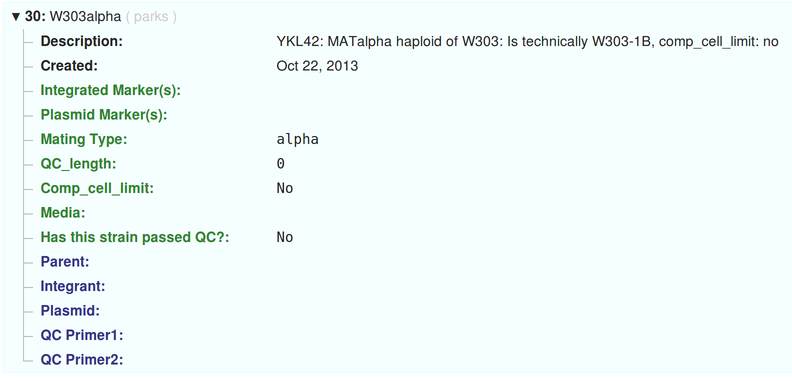 ▼ 30: W303alpha ( parks )
Description: YKL42: MATalpha haploid of W303: Is technically W303-1B, comp_cell_limit: no
Created: Oct 22, 2013
Integrated Marker(s):
Plasmid Marker(s):
Mating Type: alpha
QC_length: 0
Comp_cell_limit: No
Media:
Has this strain passed QC?: No
Parent:
Integrant:
Plasmid:
QC Primer1:
QC Primer2: